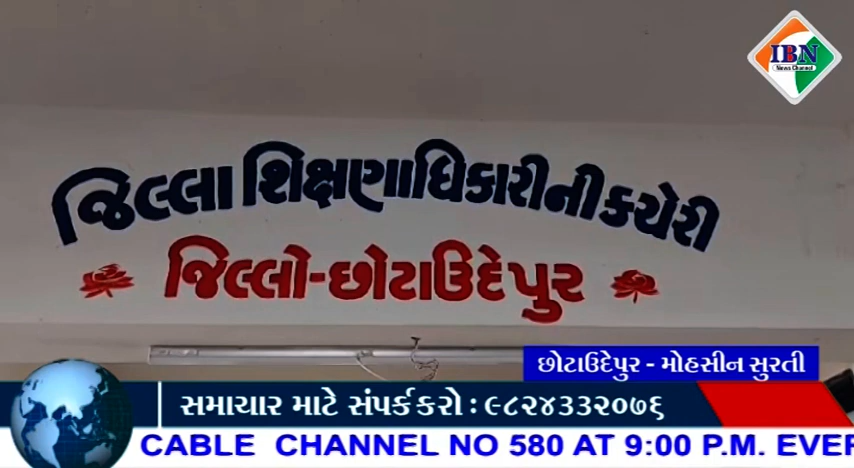 IBN
News Channel
જિલ્લા શિક્ષણાધિકારીની કચેરી
જિલ્લો-છોટાઉદેપુર
છોટાઉદેપુર - મોહસીન સુરતી
સમાચાર માટે સંપર્ક કરો : ૯૮૨૪૩૩૨૦૭૬
CABLE CHANNEL NO 580 AT 9:00 P.M. EVER